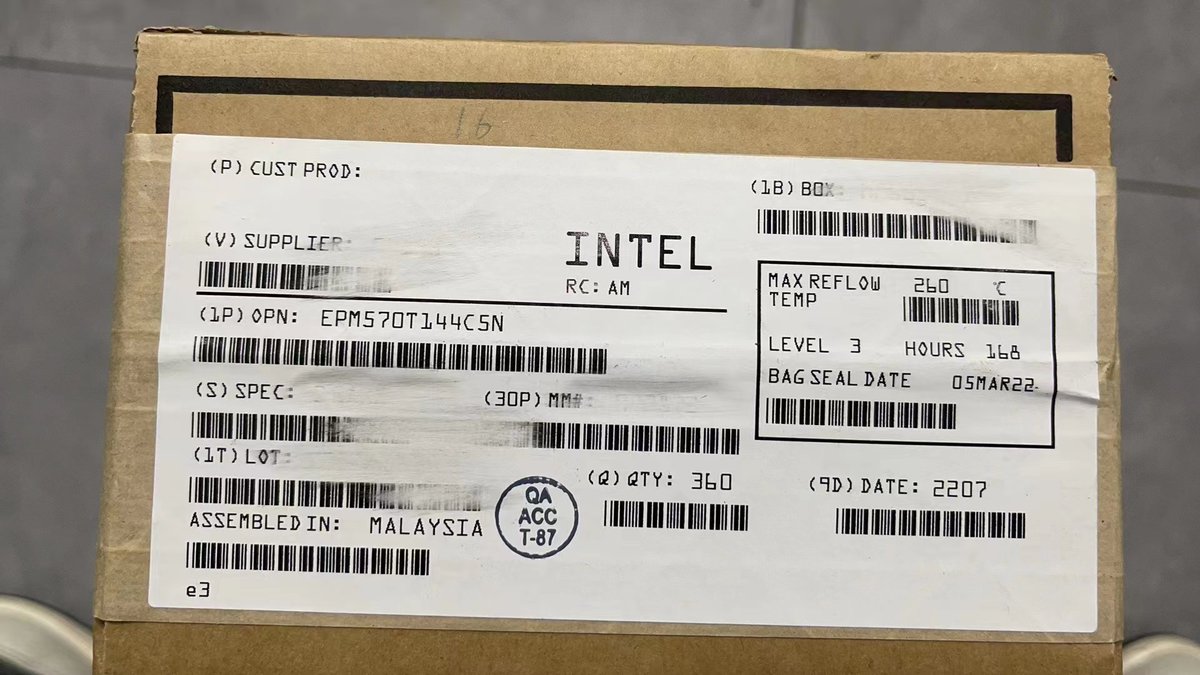 16
(P) CUST PROD:
(1B) BOX:
(V) SUPPLIER:
INTEL
RC: AM
MAX REFLOW TEMP 260 °C
(1P) OPN: EPM570T144C5N
LEVEL 3 HOURS 168
BAG SEAL DATE 05MAR22
(S) SPEC:
(30P) MM#:
(1T) LOT:
(Q) QTY: 360
(9D) DATE: 2207
ASSEMBLED IN: MALAYSIA
QA
ACC
T-87
e3